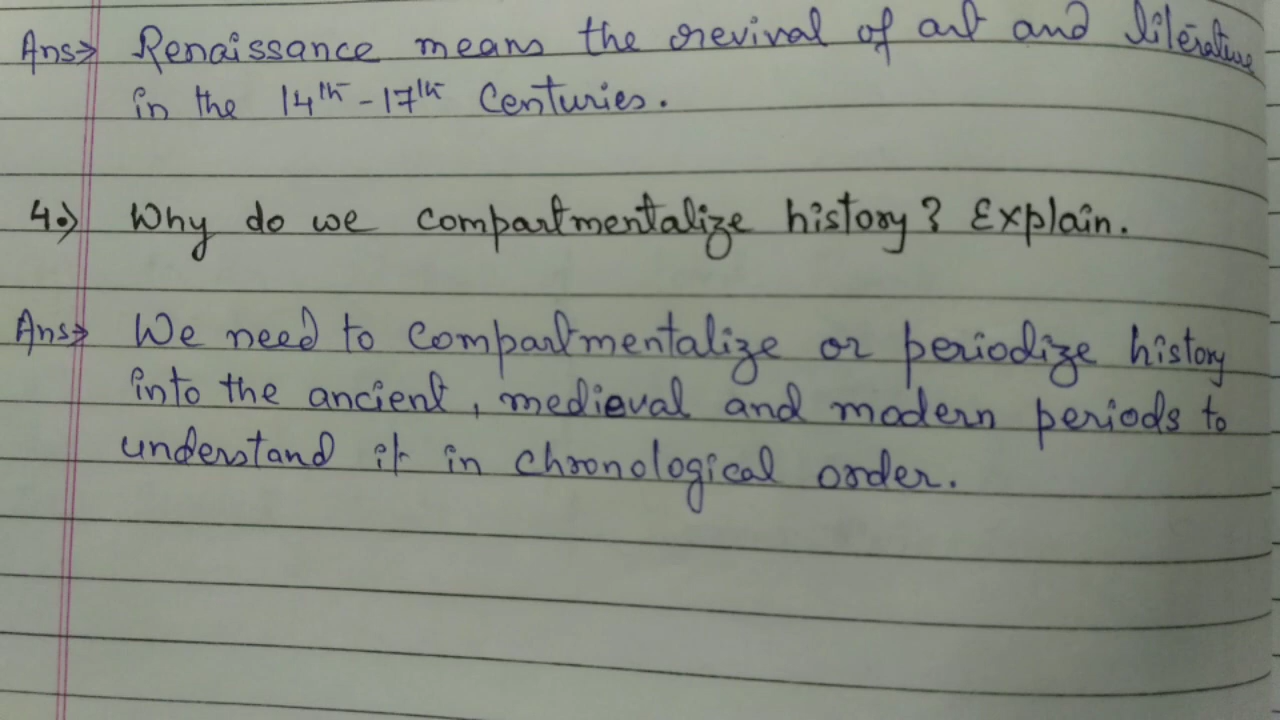 Ans⇒ Renaissance means the revival of art and literature
in the 14th - 17th Centuries.
4.) Why do we compartmentalize history? Explain.
Ans⇒ We need to compartmentalize or periodize history
into the ancient, medieval and modern periods to
understand it in chronological order.